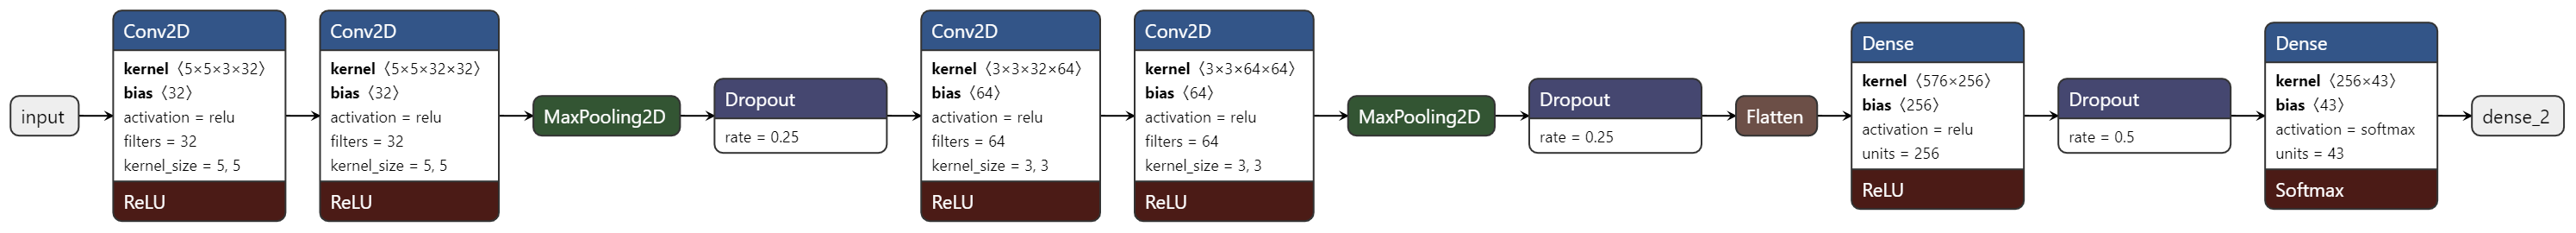 input
Conv2D
kernel 〈5×5×3×32〉
bias 〈32〉
activation = relu
filters = 32
kernel_size = 5, 5
ReLU
Conv2D
kernel 〈5×5×32×32〉
bias 〈32〉
activation = relu
filters = 32
kernel_size = 5, 5
ReLU
MaxPooling2D
Dropout
rate = 0.25
Conv2D
kernel 〈3×3×32×64〉
bias 〈64〉
activation = relu
filters = 64
kernel_size = 3, 3
ReLU
Conv2D
kernel 〈3×3×64×64〉
bias 〈64〉
activation = relu
filters = 64
kernel_size = 3, 3
ReLU
MaxPooling2D
Dropout
rate = 0.25
Flatten
Dense
kernel 〈576×256〉
bias 〈256〉
activation = relu
units = 256
ReLU
Dropout
rate = 0.5
Dense
kernel 〈256×43〉
bias 〈43〉
activation = softmax
units = 43
Softmax
dense_2